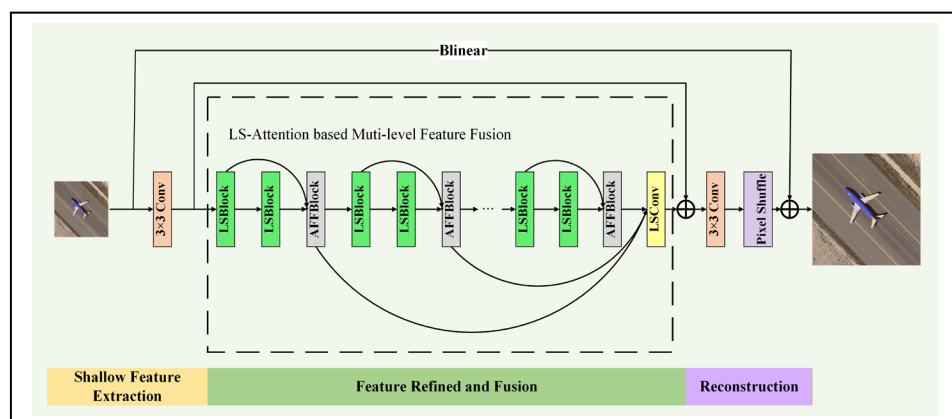 Blinear
LS-Attention based Muti-level Feature Fusion
3×3 Conv
LSBlock
LSBlock
AFFBlock
LSBlock
LSBlock
AFFBlock
...
LSBlock
LSBlock
AFFBlock
LSConv
3×3 Conv
Pixel Shuffle
Shallow Feature
Extraction
Feature Refined and Fusion
Reconstruction